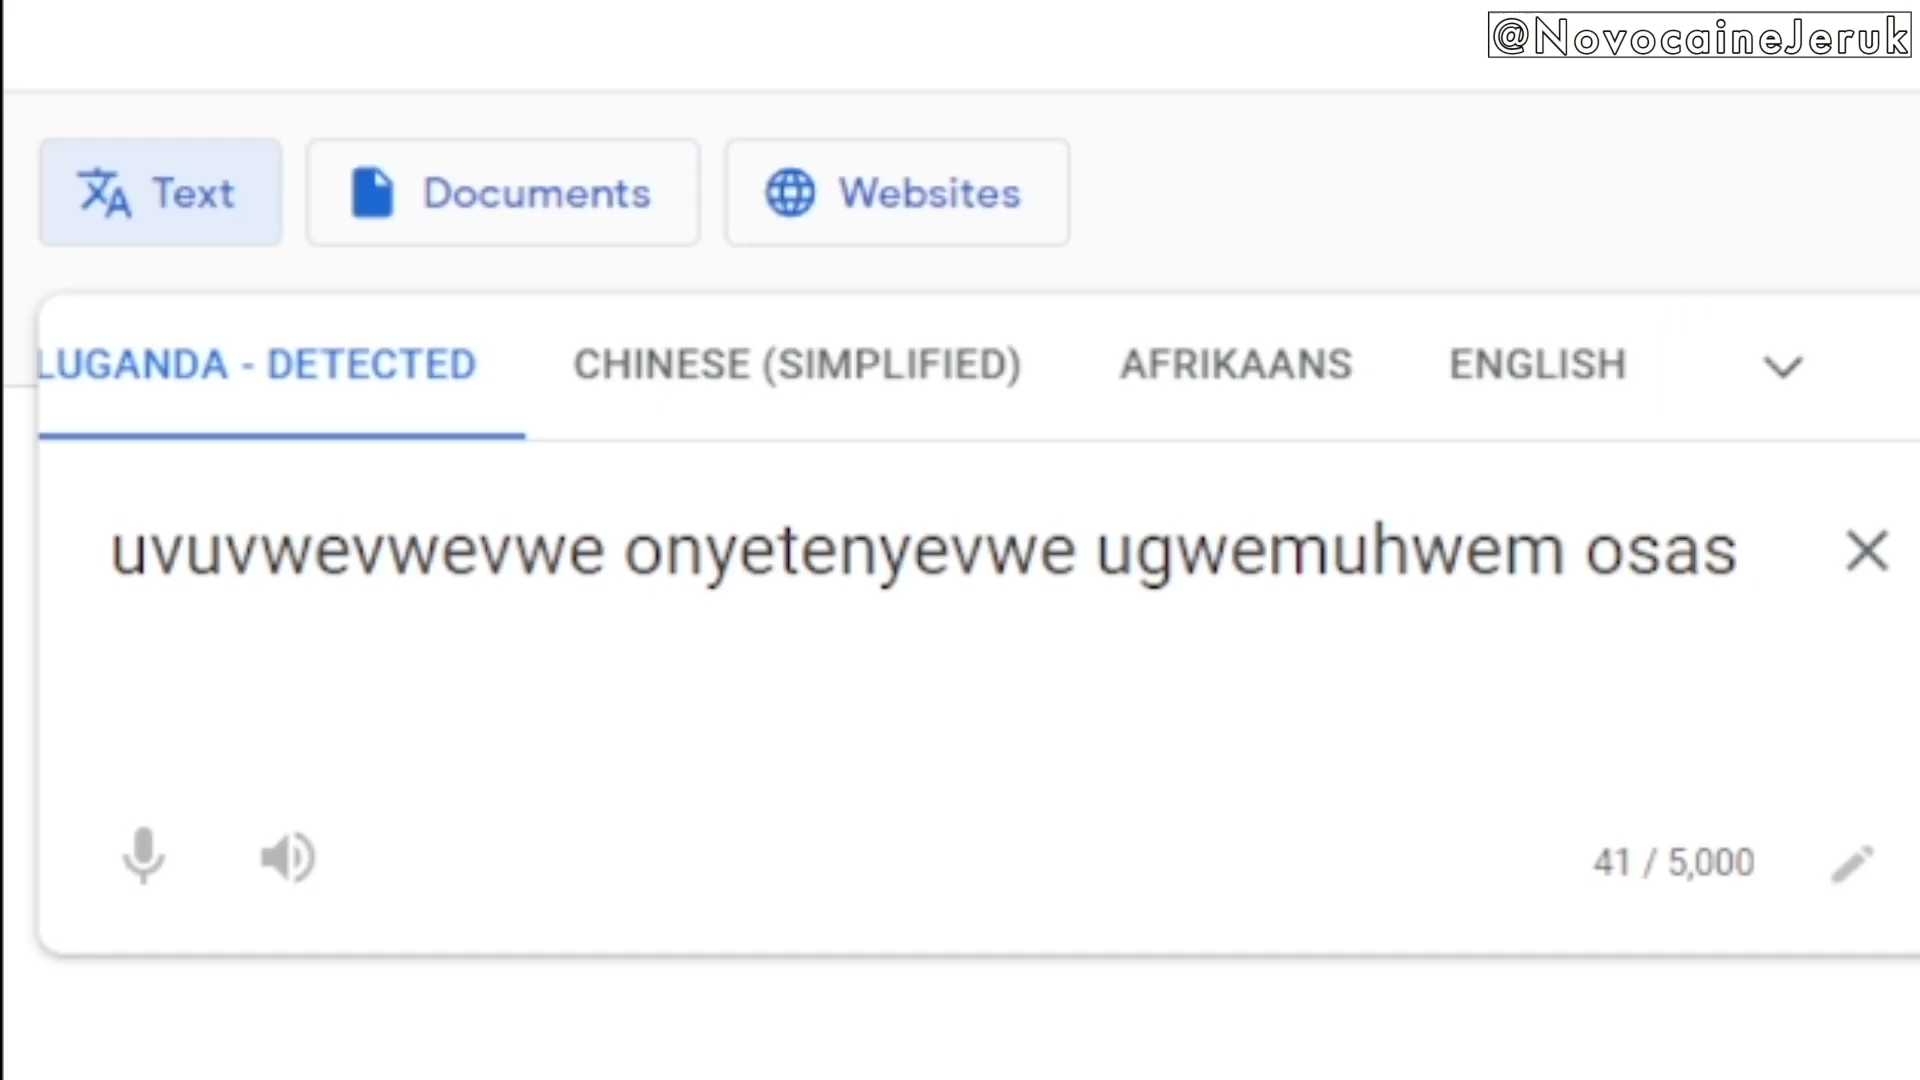 @NovocaineJeruk
Text Documents Websites
LUGANDA - DETECTED CHINESE (SIMPLIFIED) AFRIKAANS ENGLISH
uvuvwevwevwe onyetenyevwe ugwemuhwem osas
41 / 5,000